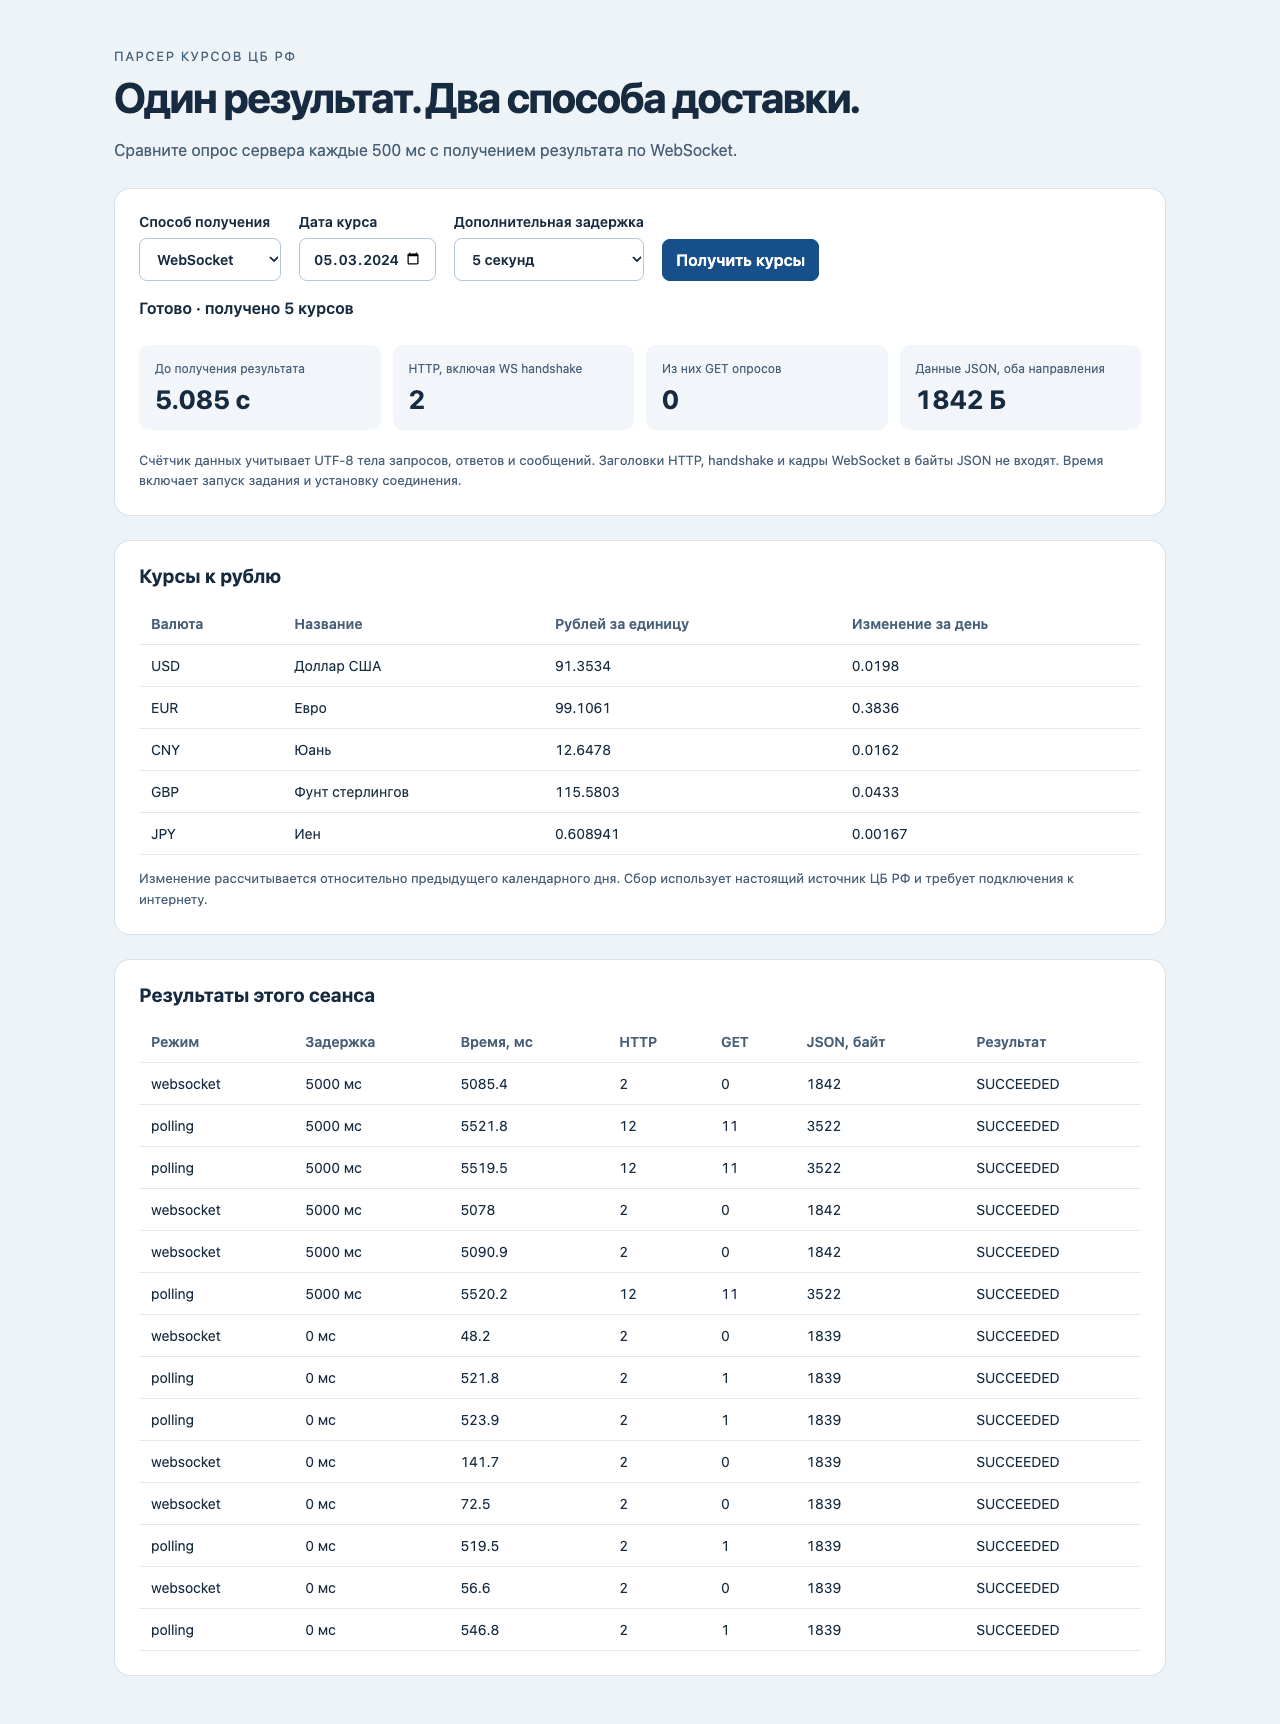 ПАРСЕР КУРСОВ ЦБ РФ
Один результат. Два способа доставки.
Сравните опрос сервера каждые 500 мс с получением результата по WebSocket.
Способ получения Дата курса Дополнительная задержка
WebSocket 05.03.2024 5 секунд Получить курсы
Готово · получено 5 курсов
До получения результата HTTP, включая WS handshake Из них GET опросов Данные JSON, оба направления
5.085 с 2 0 1842 Б
Счётчик данных учитывает UTF-8 тела запросов, ответов и сообщений. Заголовки HTTP, handshake и кадры WebSocket в байты JSON не входят. Время
включает запуск задания и установку соединения.
Курсы к рублю
Валюта Название Рублей за единицу Изменение за день
USD Доллар США 91.3534 0.0198
EUR Евро 99.1061 0.3836
CNY Юань 12.6478 0.0162
GBP Фунт стерлингов 115.5803 0.0433
JPY Иен 0.608941 0.00167
Изменение рассчитывается относительно предыдущего календарного дня. Сбор использует настоящий источник ЦБ РФ и требует подключения к
интернету.
Результаты этого сеанса
Режим Задержка Время, мс HTTP GET JSON, байт Результат
websocket 5000 мс 5085.4 2 0 1842 SUCCEEDED
polling 5000 мс 5521.8 12 11 3522 SUCCEEDED
polling 5000 мс 5519.5 12 11 3522 SUCCEEDED
websocket 5000 мс 5078 2 0 1842 SUCCEEDED
websocket 5000 мс 5090.9 2 0 1842 SUCCEEDED
polling 5000 мс 5520.2 12 11 3522 SUCCEEDED
websocket 0 мс 48.2 2 0 1839 SUCCEEDED
polling 0 мс 521.8 2 1 1839 SUCCEEDED
polling 0 мс 523.9 2 1 1839 SUCCEEDED
websocket 0 мс 141.7 2 0 1839 SUCCEEDED
websocket 0 мс 72.5 2 0 1839 SUCCEEDED
polling 0 мс 519.5 2 1 1839 SUCCEEDED
websocket 0 мс 56.6 2 0 1839 SUCCEEDED
polling 0 мс 546.8 2 1 1839 SUCCEEDED